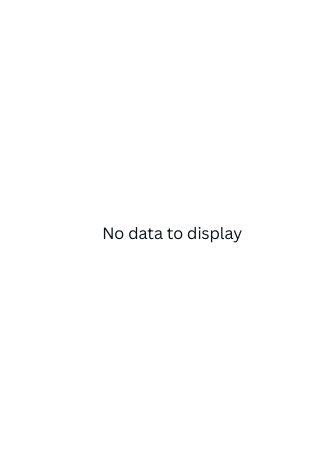 No data to display